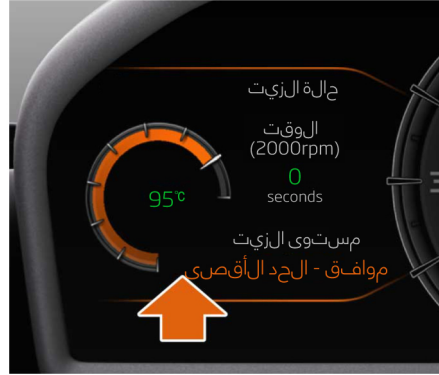 حالة الزيت
الوقت
(2000rpm)
0
seconds
95°C
مستوى الزيت
موافق - الحد الأقصى